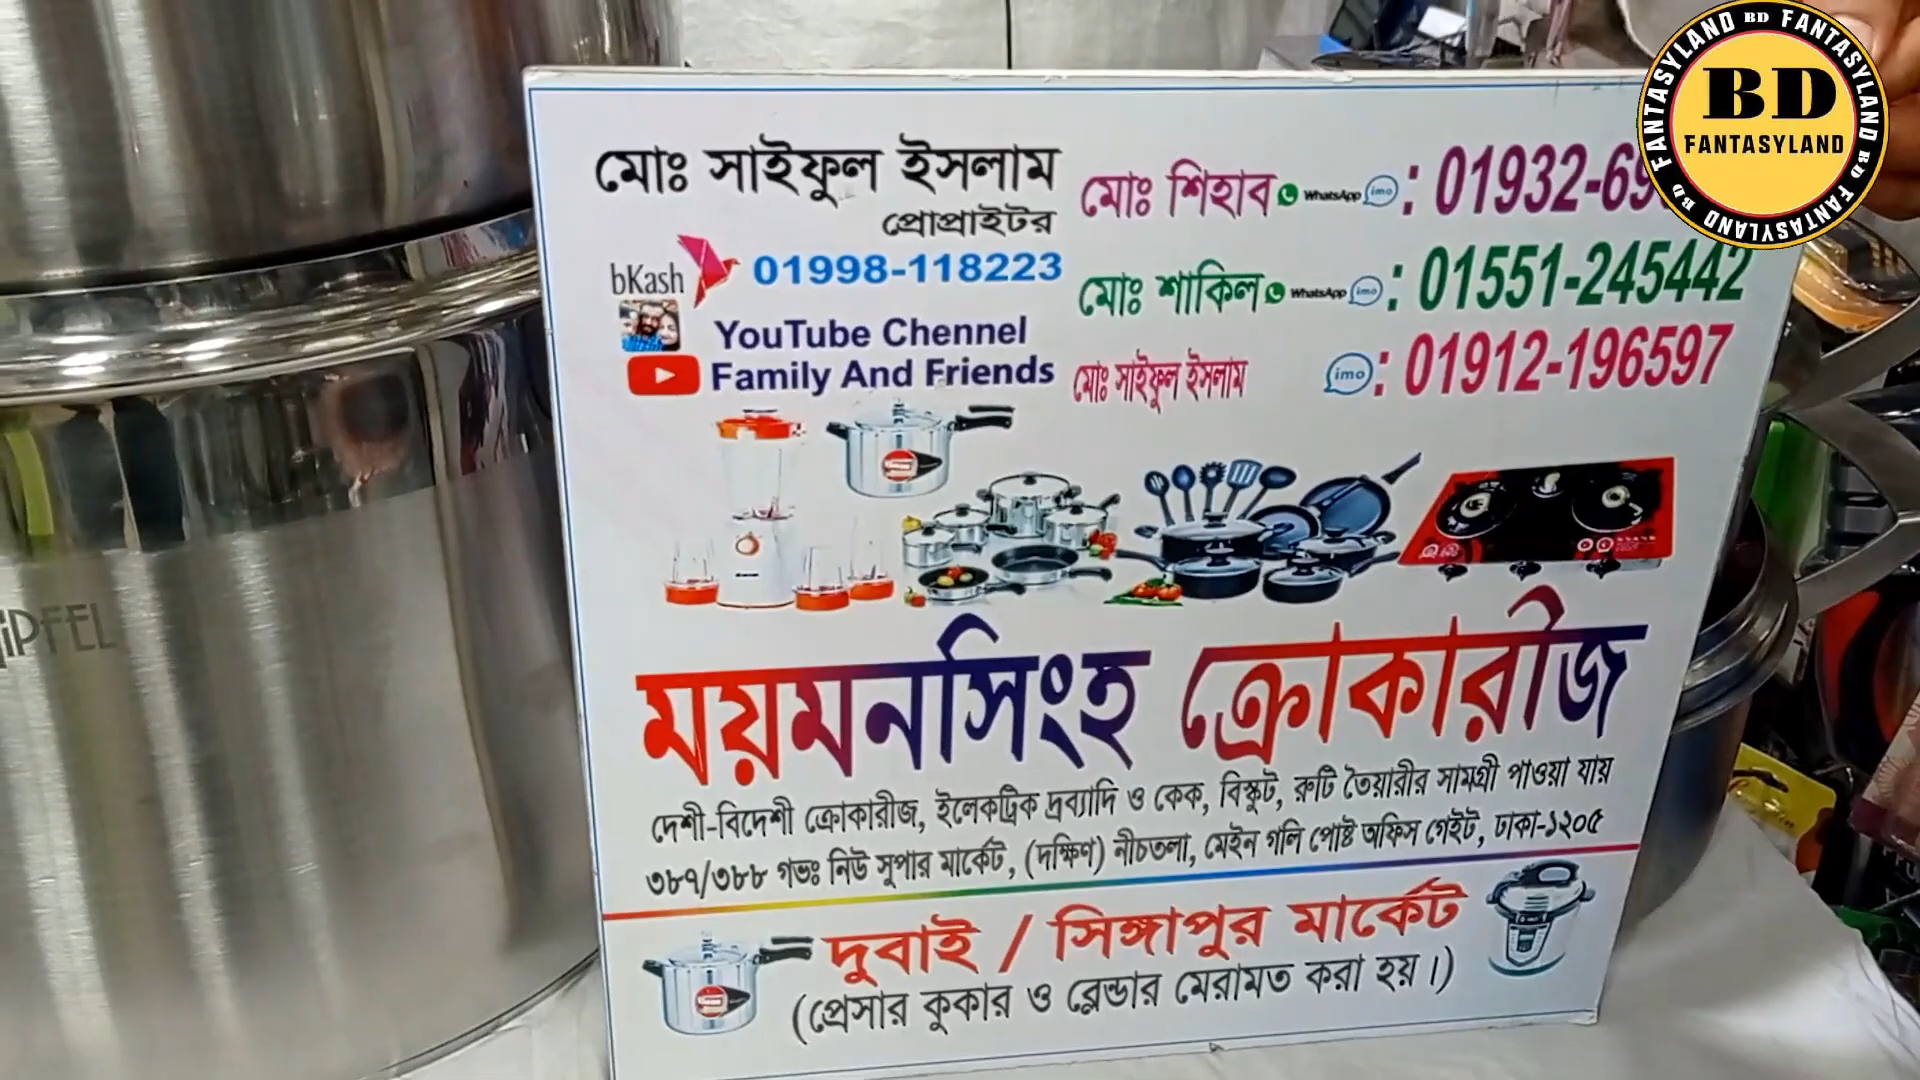 BD FANTASYLAND BD FANTASYLAND BD FANTASYLAND
BD
FANTASYLAND
মোঃ সাইফুল ইসলাম
প্রোপ্রাইটর
bKash 01998-118223
YouTube Chennel
Family And Friends
মোঃ শিহাব WhatsApp imo : 01932-69
মোঃ শাকিল WhatsApp imo : 01551-245442
মোঃ সাইফুল ইসলাম imo : 01912-196597
ময়মনসিংহ ক্রোকারীজ
দেশী-বিদেশী ক্রোকারীজ, ইলেকট্রিক দ্রব্যাদি ও কেক, বিস্কুট, রুটি তৈয়ারীর সামগ্রী পাওয়া যায়
৩৮৭/৩৮৮ গভঃ নিউ সুপার মার্কেট, (দক্ষিণ) নীচতলা, মেইন গলি পোষ্ট অফিস গেইট, ঢাকা-১২০৫
দুবাই / সিঙ্গাপুর মার্কেট
(প্রেসার কুকার ও ব্লেন্ডার মেরামত করা হয়।)
iPFEL